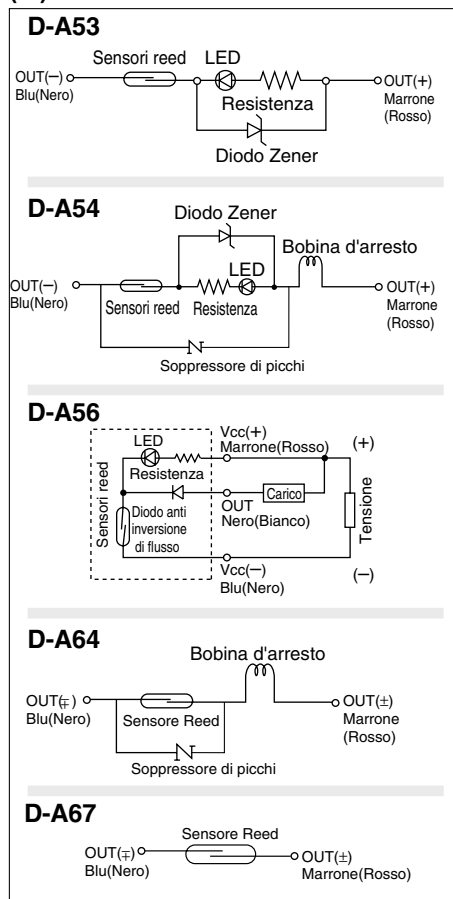 D-A53
Sensori reed
LED
OUT(−)
Blu(Nero)
OUT(+)
Marrone
(Rosso)
Resistenza
Diodo Zener
D-A54
Diodo Zener
Bobina d'arresto
LED
OUT(−)
Blu(Nero)
Sensori reed
Resistenza
OUT(+)
Marrone
(Rosso)
Soppressore di picchi
D-A56
LED
Resistenza
Sensori reed
Diodo anti
inversione
di flusso
Vcc(+)
Marrone(Rosso)
(+)
Carico
OUT
Nero(Bianco)
Tensione
Vcc(−)
Blu(Nero)
(−)
D-A64
Bobina d'arresto
OUT(∓)
Blu(Nero)
Sensore Reed
OUT(±)
Marrone
(Rosso)
Soppressore di picchi
D-A67
Sensore Reed
OUT(∓)
Blu(Nero)
OUT(±)
Marrone(Rosso)